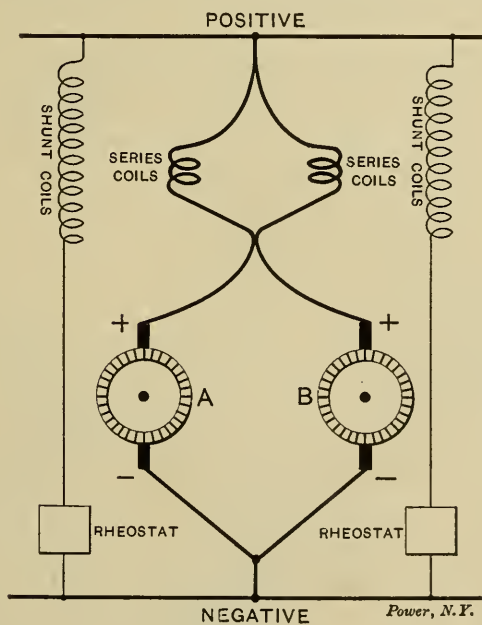 POSITIVE
SHUNT COILS
SERIES
COILS
SERIES
COILS
SHUNT COILS
+
+
A
B
−
−
RHEOSTAT
RHEOSTAT
NEGATIVE
Power, N.Y.